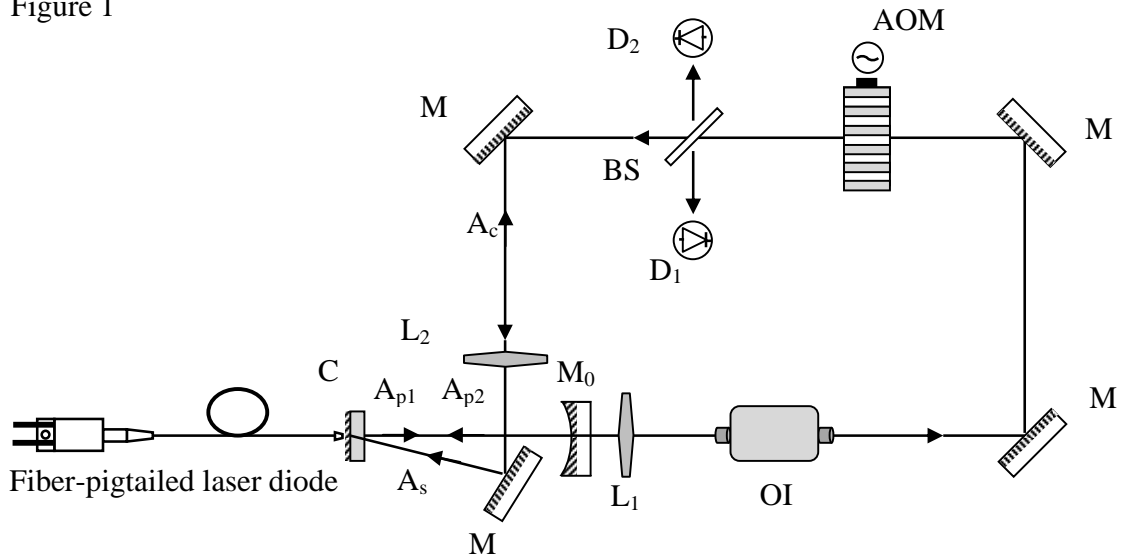 Figure 1
AOM
D2
M
M
BS
Ac
D1
L2
C
M0
Ap1
Ap2
M
Fiber-pigtailed laser diode
As
L1
OI
M